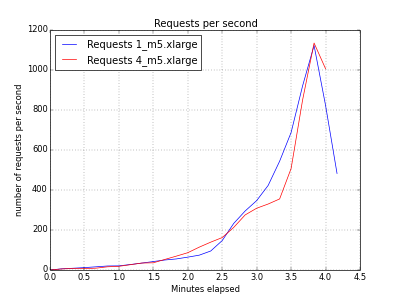 Requests per second
1200
1000
800
600
400
200
0
number of requests per second
Requests 1_m5.xlarge
Requests 4_m5.xlarge
0.0 0.5 1.0 1.5 2.0 2.5 3.0 3.5 4.0 4.5
Minutes elapsed